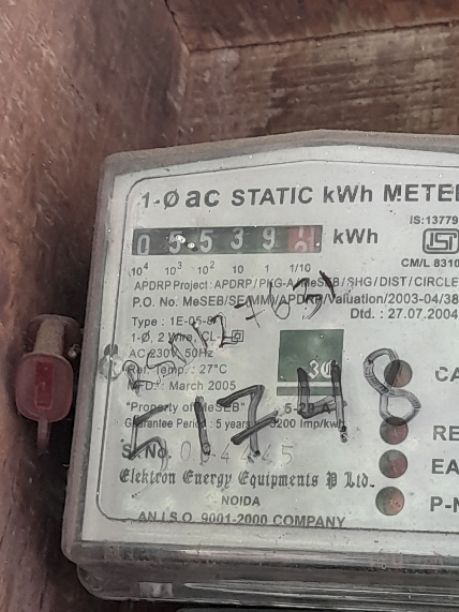 1-Ø ac STATIC kWh METER
IS:13779
0 5 5 3 9 kWh
ISI
CM/L 8310
10⁴ 10³ 10² 10 1 1/10
APDRP Project : APDRP/PKG-A/MeSEB/SHG/DIST/CIRCLE
P.O. No. MeSEB/SE(MM)/APDRP/Valuation/2003-04/38
Dtd. : 27.07.2004
Type : 1E-05-
1-Ø, 2 Wire, CL-1
AC 230V 50Hz
Ref. Temp. : 27°C
MFD. : March 2005
"Property of MeSEB" 5-20 A
Guarantee Period : 5 years 3200 Imp/kwh
51748
S. No.
Elektron Energy Equipments P Ltd.
NOIDA
AN I.S.O. 9001-2000 COMPANY
CA
RE
EA
P-